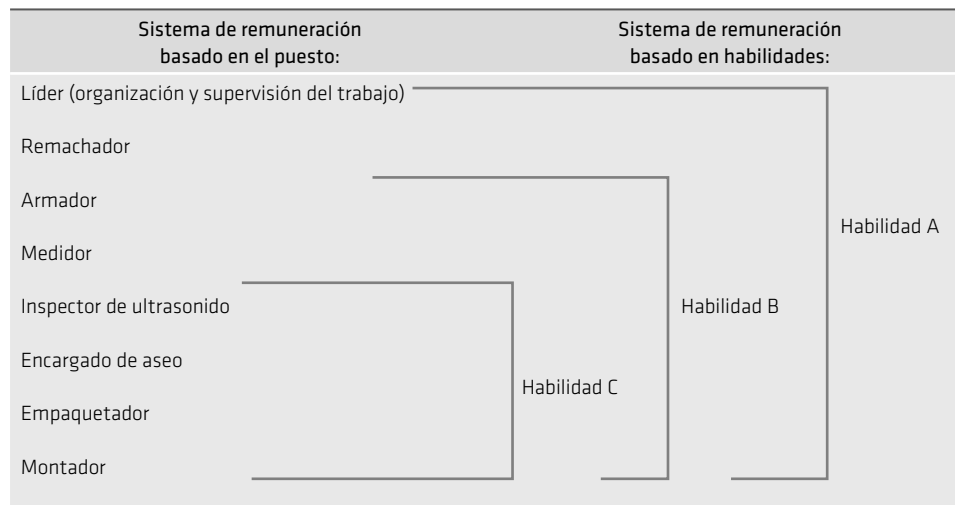 Sistema de remuneración
basado en el puesto:
Sistema de remuneración
basado en habilidades:
Líder (organización y supervisión del trabajo)
Remachador
Armador
Medidor
Inspector de ultrasonido
Encargado de aseo
Empaquetador
Montador
Habilidad C
Habilidad B
Habilidad A